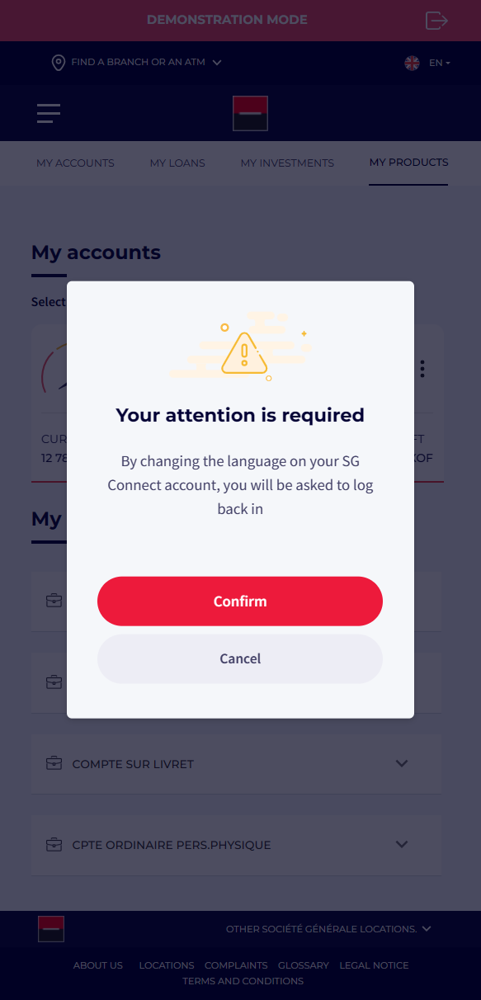 DEMONSTRATION MODE
FIND A BRANCH OR AN ATM
EN
MY ACCOUNTS MY LOANS MY INVESTMENTS MY PRODUCTS
My accounts
Select
CUR
FT
12 78
XOF
My
Your attention is required
By changing the language on your SG
Connect account, you will be asked to log
back in
Confirm
Cancel
COMPTE SUR LIVRET
CPTE ORDINAIRE PERS.PHYSIQUE
OTHER SOCIÉTÉ GÉNÉRALE LOCATIONS.
ABOUT US LOCATIONS COMPLAINTS GLOSSARY LEGAL NOTICE
TERMS AND CONDITIONS